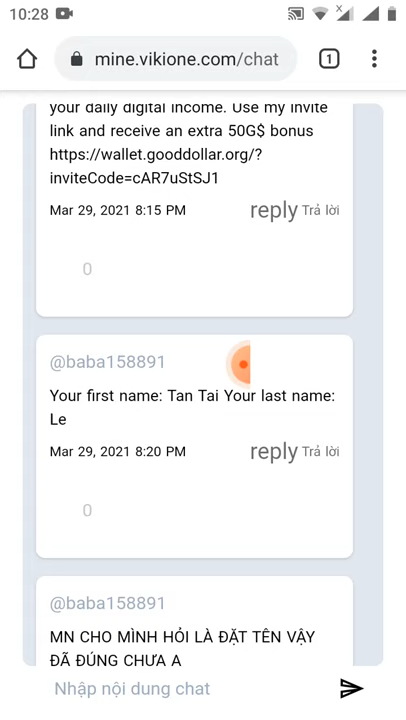 10:28
mine.vikione.com/chat
1
your daily digital income. Use my invite
link and receive an extra 50G$ bonus
https://wallet.gooddollar.org/?
inviteCode=cAR7uStSJ1
Mar 29, 2021 8:15 PM reply Trả lời
0
@baba158891
Your first name: Tan Tai Your last name:
Le
Mar 29, 2021 8:20 PM reply Trả lời
0
@baba158891
MN CHO MÌNH HỎI LÀ ĐẶT TÊN VẬY
ĐÃ ĐÚNG CHƯA A
Nhập nội dung chat